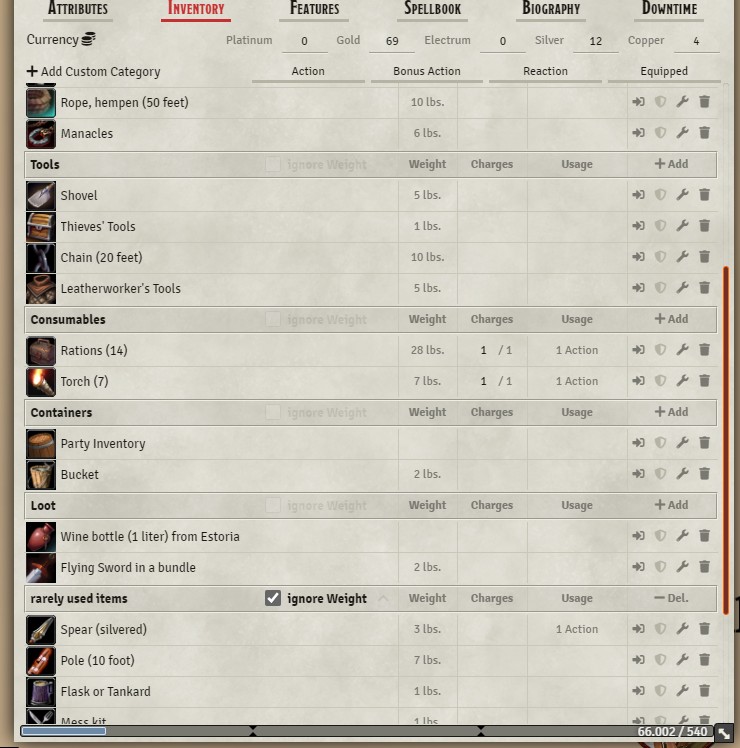 Attributes Inventory Features Spellbook Biography Downtime
Currency Platinum 0 Gold 69 Electrum 0 Silver 12 Copper 4
Add Custom Category Action Bonus Action Reaction Equipped
Rope, hempen (50 feet) 10 lbs.
Manacles 6 lbs.
Tools ignore Weight Weight Charges Usage + Add
Shovel 5 lbs.
Thieves' Tools 1 lbs.
Chain (20 feet) 10 lbs.
Leatherworker's Tools 5 lbs.
Consumables ignore Weight Weight Charges Usage + Add
Rations (14) 28 lbs. 1 / 1 1 Action
Torch (7) 7 lbs. 1 / 1 1 Action
Containers ignore Weight Weight Charges Usage + Add
Party Inventory
Bucket 2 lbs.
Loot ignore Weight Weight Charges Usage + Add
Wine bottle (1 liter) from Estoria
Flying Sword in a bundle 2 lbs.
rarely used items ignore Weight Weight Charges Usage − Del.
Spear (silvered) 3 lbs. 1 Action
Pole (10 foot) 7 lbs.
Flask or Tankard 1 lbs.
Mess kit 1 lbs.
66.002 / 540